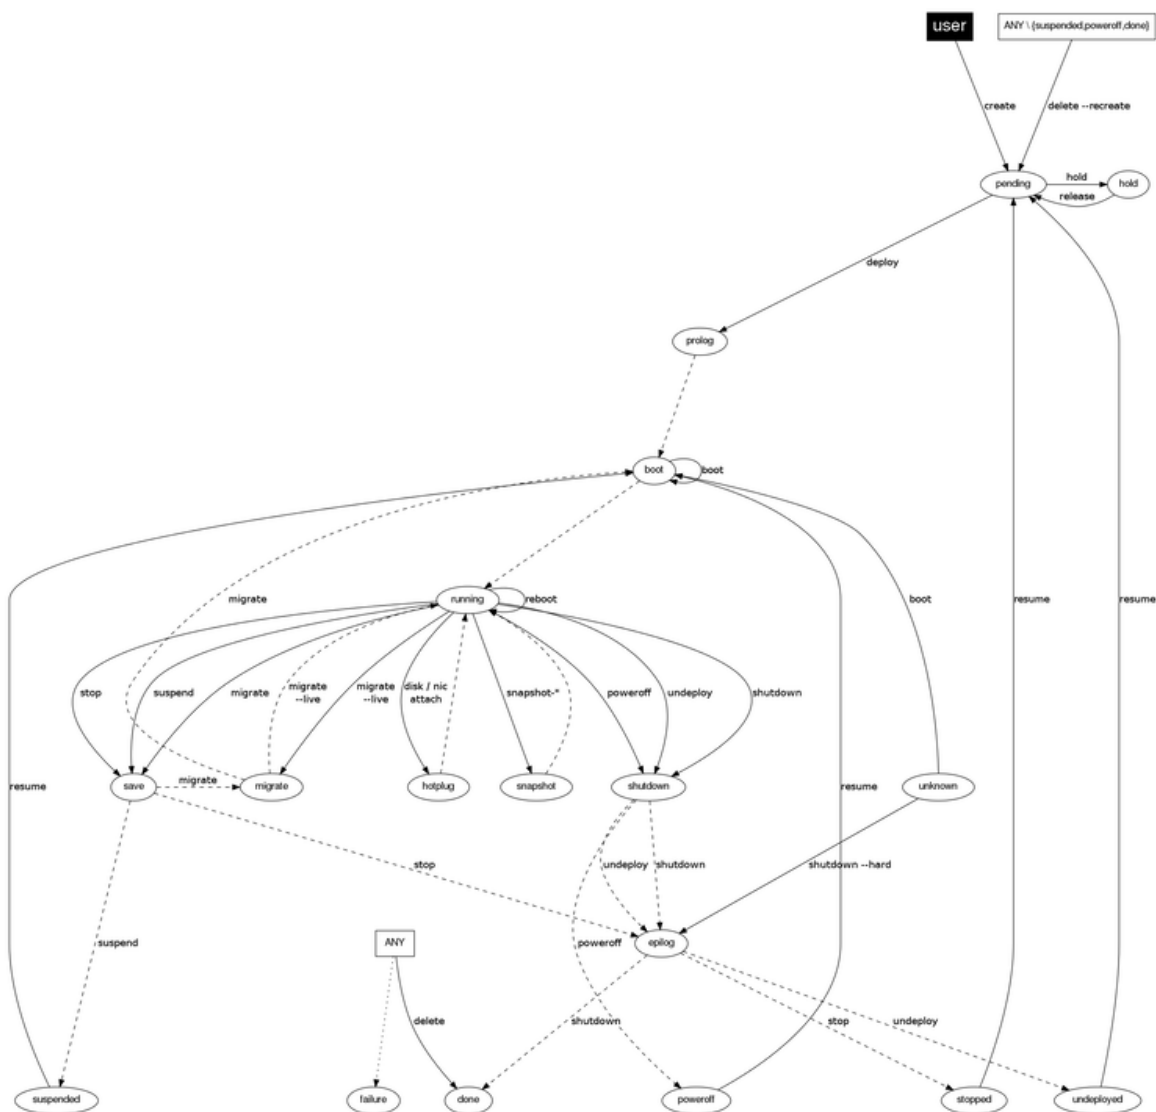 user
ANY \ {suspended,poweroff,done}
create
delete --recreate
pending
hold
hold
release
deploy
prolog
boot
boot
migrate
running
reboot
boot
resume
resume
stop
suspend
migrate
migrate
--live
migrate
--live
disk / nic
attach
snapshot-*
poweroff
undeploy
shutdown
save
migrate
migrate
hotplug
snapshot
shutdown
resume
resume
unknown
stop
undeploy
shutdown
shutdown --hard
suspend
ANY
poweroff
epilog
delete
shutdown
stop
undeploy
suspended
failure
done
poweroff
stopped
undeployed